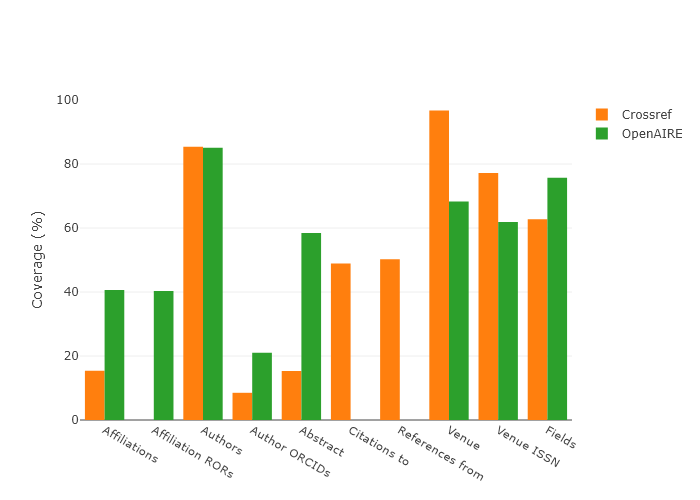 100
80
60
40
20
0
Coverage (%)
Affiliations
Affiliation RORs
Authors
Author ORCIDs
Abstract
Citations to
References from
Venue
Venue ISSN
Fields
Crossref
OpenAIRE